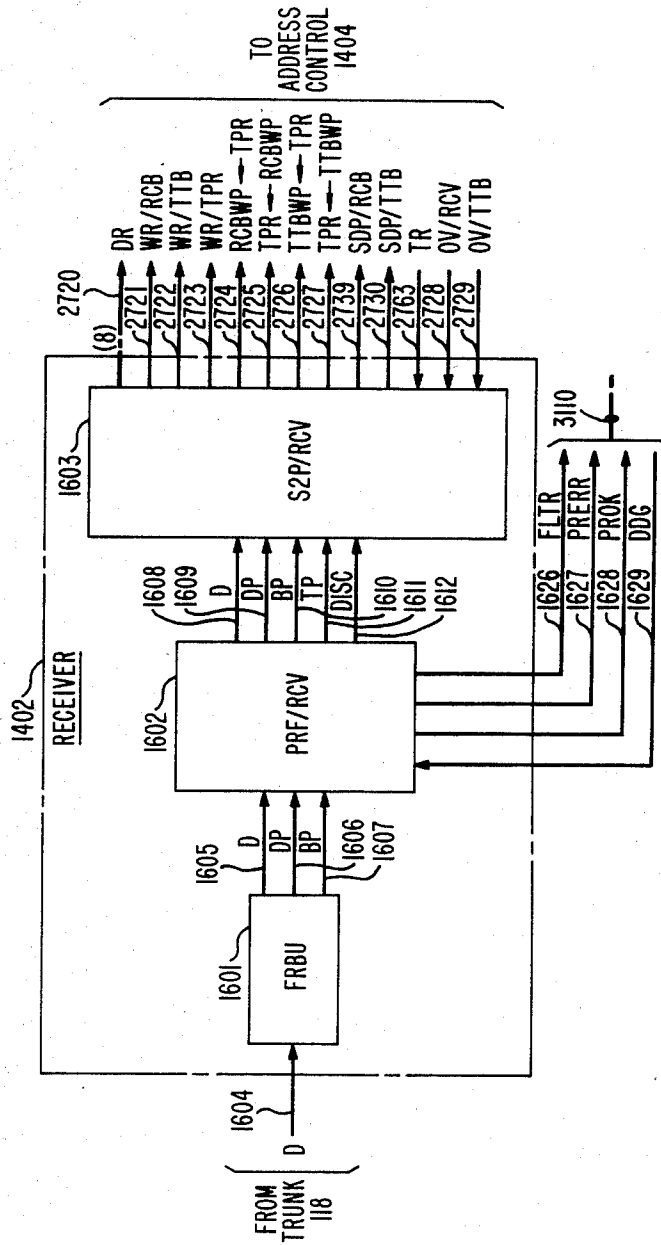 1402
RECEIVER
FROM
TRUNK
118
D
1604
1601
FRBU
1605
D
DP
1606
BP
1607
1602
PRF/RCV
1608
1609
D
DP
BP
TP
1610
DISC
1611
1612
1603
S2P/RCV
(8)
2720
DR
2721
WR/RCB
2722
WR/TTB
2723
WR/TPR
2724
RCBWP → TPR
2725
TPR ← RCBWP
2726
TTBWP → TPR
2727
TPR ← TTBWP
2739
SDP/RCB
2730
SDP/TTB
2763
TR
2728
OV/RCV
2729
OV/TTB
TO
ADDRESS
CONTROL
1404
1626
FLTR
1627
PRERR
1628
PROK
1629
DDG
3110